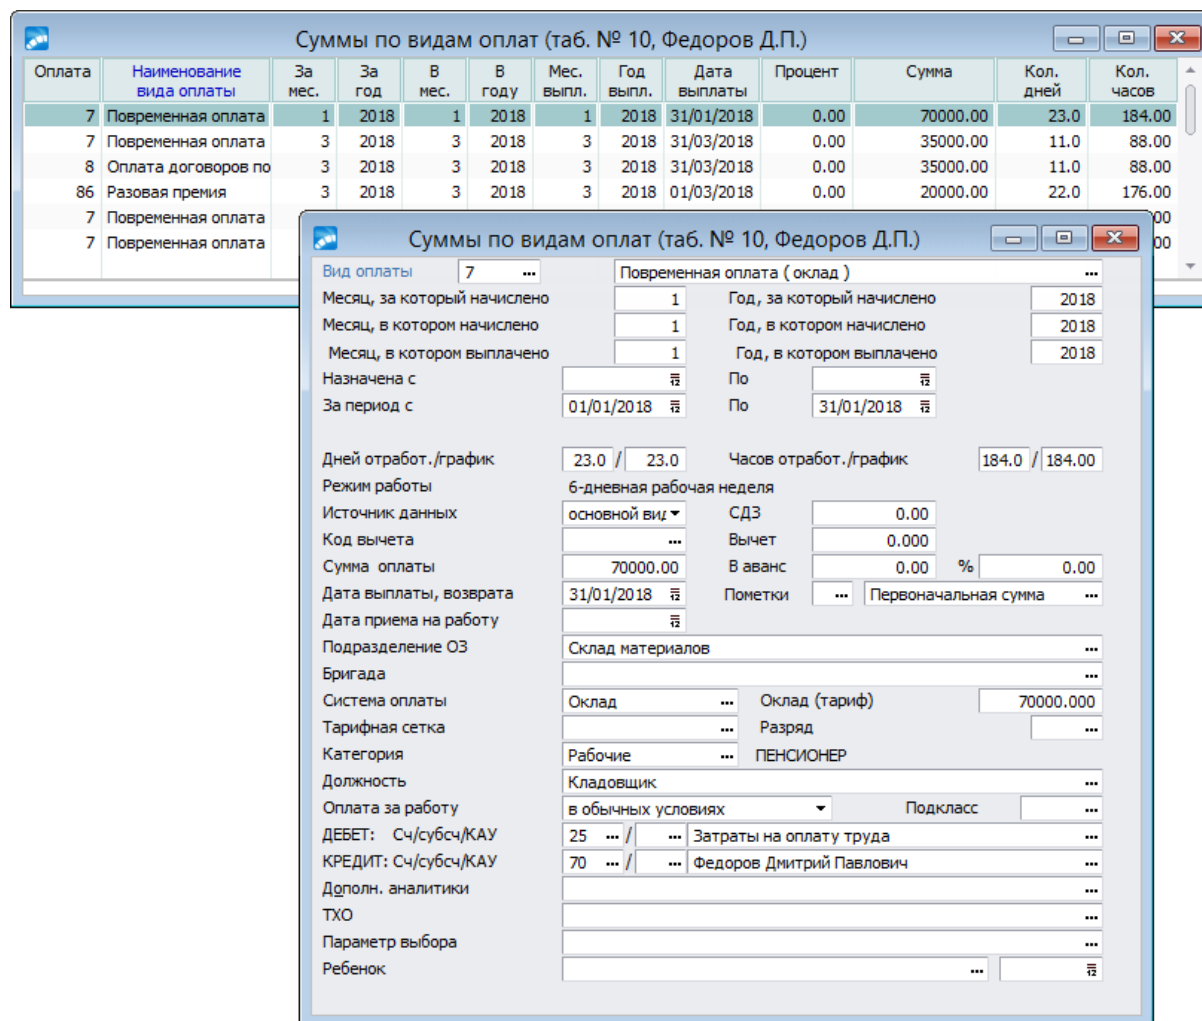 Суммы по видам оплат (таб. № 10, Федоров Д.П.)
Оплата Наименование вида оплаты За мес. За год В мес. В году Мес. выпл. Год выпл. Дата выплаты Процент Сумма Кол. дней Кол. часов
7 Повременная оплата 1 2018 1 2018 1 2018 31/01/2018 0.00 70000.00 23.0 184.00
7 Повременная оплата 3 2018 3 2018 3 2018 31/03/2018 0.00 35000.00 11.0 88.00
8 Оплата договоров по 3 2018 3 2018 3 2018 31/03/2018 0.00 35000.00 11.0 88.00
86 Разовая премия 3 2018 3 2018 3 2018 01/03/2018 0.00 20000.00 22.0 176.00
7 Повременная оплата 00
7 Повременная оплата 00
Суммы по видам оплат (таб. № 10, Федоров Д.П.)
Вид оплаты 7 ... Повременная оплата ( оклад ) ...
Месяц, за который начислено 1 Год, за который начислено 2018
Месяц, в котором начислено 1 Год, в котором начислено 2018
Месяц, в котором выплачено 1 Год, в котором выплачено 2018
Назначена с 12 По 12
За период с 01/01/2018 12 По 31/01/2018 12
Дней отработ./график 23.0 / 23.0 Часов отработ./график 184.0 / 184.00
Режим работы 6-дневная рабочая неделя
Источник данных основной вид СДЗ 0.00
Код вычета ... Вычет 0.000
Сумма оплаты 70000.00 В аванс 0.00 % 0.00
Дата выплаты, возврата 31/01/2018 12 Пометки ... Первоначальная сумма ...
Дата приема на работу 12
Подразделение ОЗ Склад материалов ...
Бригада ...
Система оплаты Оклад ... Оклад (тариф) 70000.000
Тарифная сетка ... Разряд ...
Категория Рабочие ... ПЕНСИОНЕР
Должность Кладовщик ...
Оплата за работу в обычных условиях Подкласс ...
ДЕБЕТ: Сч/субсч/КАУ 25 ... / ... Затраты на оплату труда ...
КРЕДИТ: Сч/субсч/КАУ 70 ... / ... Федоров Дмитрий Павлович ...
Дополн. аналитики ...
ТХО ...
Параметр выбора ...
Ребенок ... 12